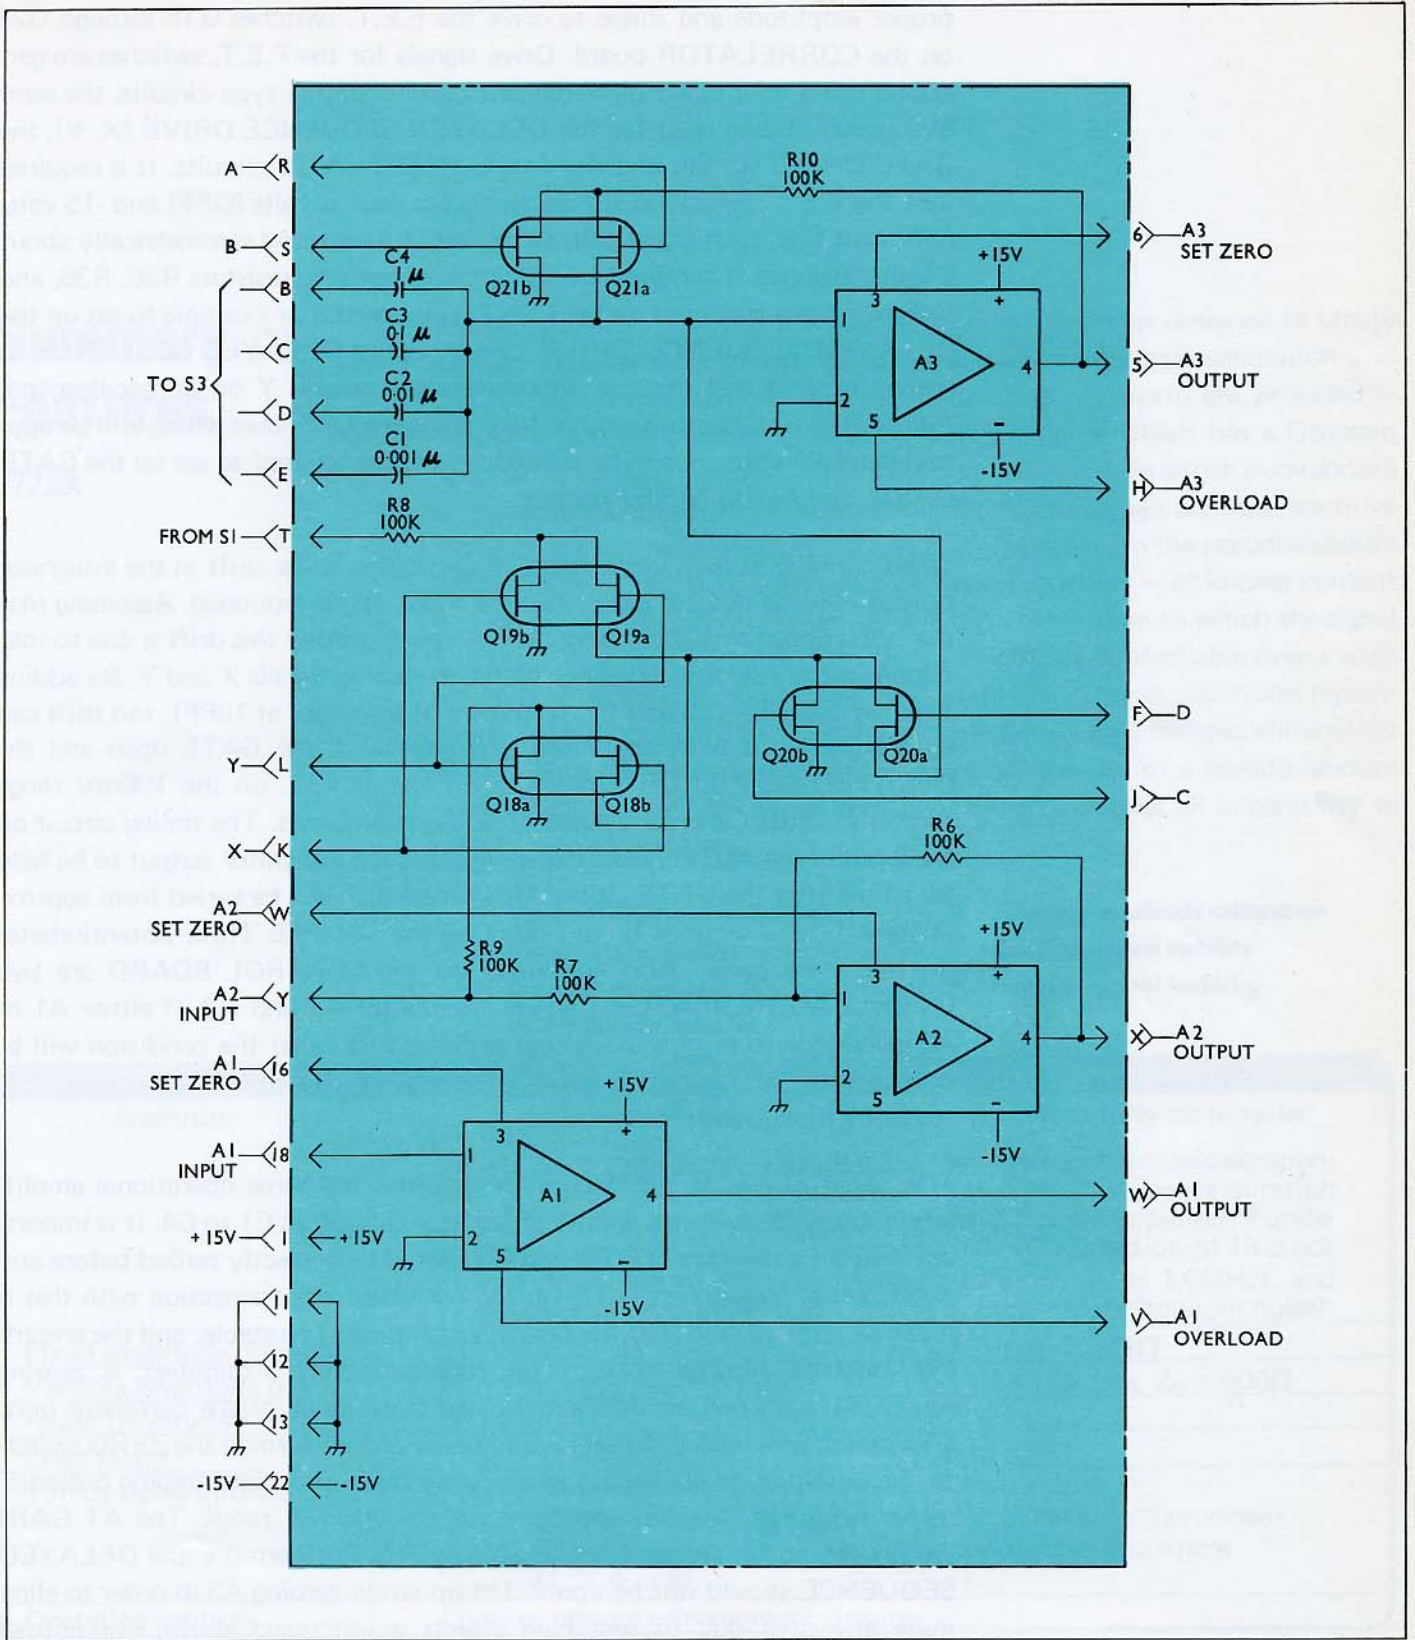 A R
B S
TO S3
B
C
D
E
C4
μ
C3
0·1 μ
C2
0·01 μ
C1
0·001 μ
Q21b Q21a
R10
100K
+15V
3
1
A3
4
2
5
-15V
6 A3
SET ZERO
5 A3
OUTPUT
H A3
OVERLOAD
FROM S1 T
R8
100K
Q19b Q19a
Y L
Q18a Q18b
X K
Q20b Q20a
F D
J C
R6
100K
A2
SET ZERO
W
R9
100K
R7
100K
A2
INPUT
Y
+15V
3
1
A2
4
2
5
-15V
X A2
OUTPUT
A1
SET ZERO
16
+15V
3
1
A1
4
2
5
-15V
A1
INPUT
18
W A1
OUTPUT
+15V 1 +15V
11
12
13
V A1
OVERLOAD
-15V 22 -15V